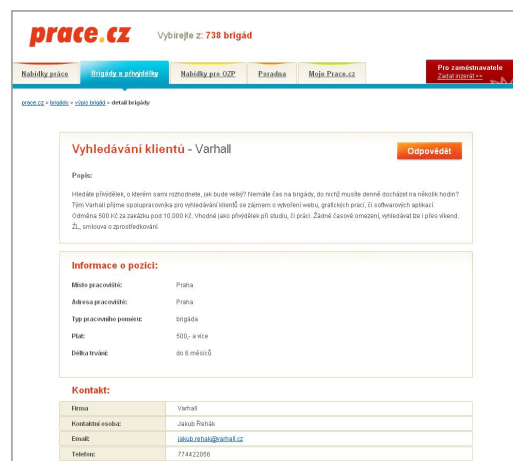 prace.cz
Vybírejte z: 738 brigád
Nabídky práce
Brigády a přivýdělky
Nabídky pro OZP
Poradna
Moje Prace.cz
Pro zaměstnavatele
Zadat inzerát >>
prace.cz > brigády > výpis brigád > detail brigády
Vyhledávání klientů - Varhall
Odpovědět
Popis:
Hledáte přivýdělek, o kterém sami rozhodnete, jak bude velký? Nemáte čas na brigády, do nichž musíte denně docházet na několik hodin?
Tým Varhall přijme spolupracovníka pro vyhledávání klientů se zájmem o vytvoření webu, grafických prací, či softwarových aplikací.
Odměna 500 Kč za zakázku pod 10.000 Kč. Vhodné jako přivýdělek při studiu, či práci. Žádné časové omezení, vyhledávat lze i přes víkend.
ŽL, smlouva o zprostředkování.
Informace o pozici:
Místo pracoviště: Praha
Adresa pracoviště: Praha
Typ pracovního poměru: brigáda
Plat: 500,- a více
Délka trvání: do 6 měsíců
Kontakt:
Firma Varhall
Kontaktní osoba: Jakub Řehák
Email: jakub.rehak@varhall.cz
Telefon: 774422056